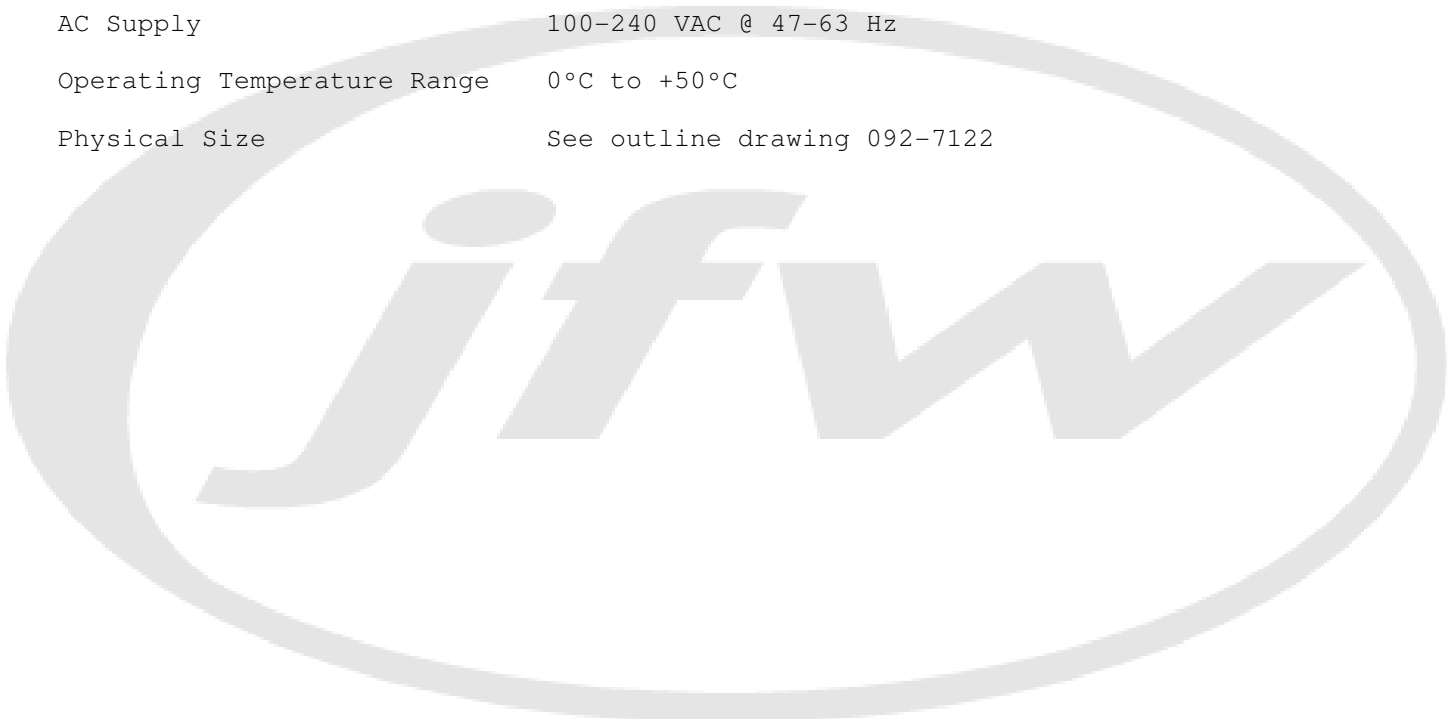 AC Supply 100-240 VAC @ 47-63 Hz
Operating Temperature Range 0°C to +50°C
Physical Size See outline drawing 092-7122
jfw